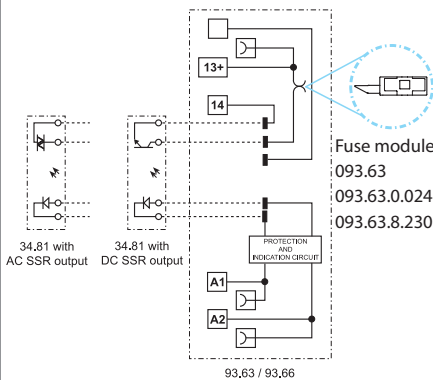 13+
14
Fuse module
093.63
093.63.0.024
093.63.8.230
34.81 with
AC SSR output
34.81 with
DC SSR output
PROTECTION
AND
INDICATION CIRCUIT
A1
A2
93.63 / 93.66